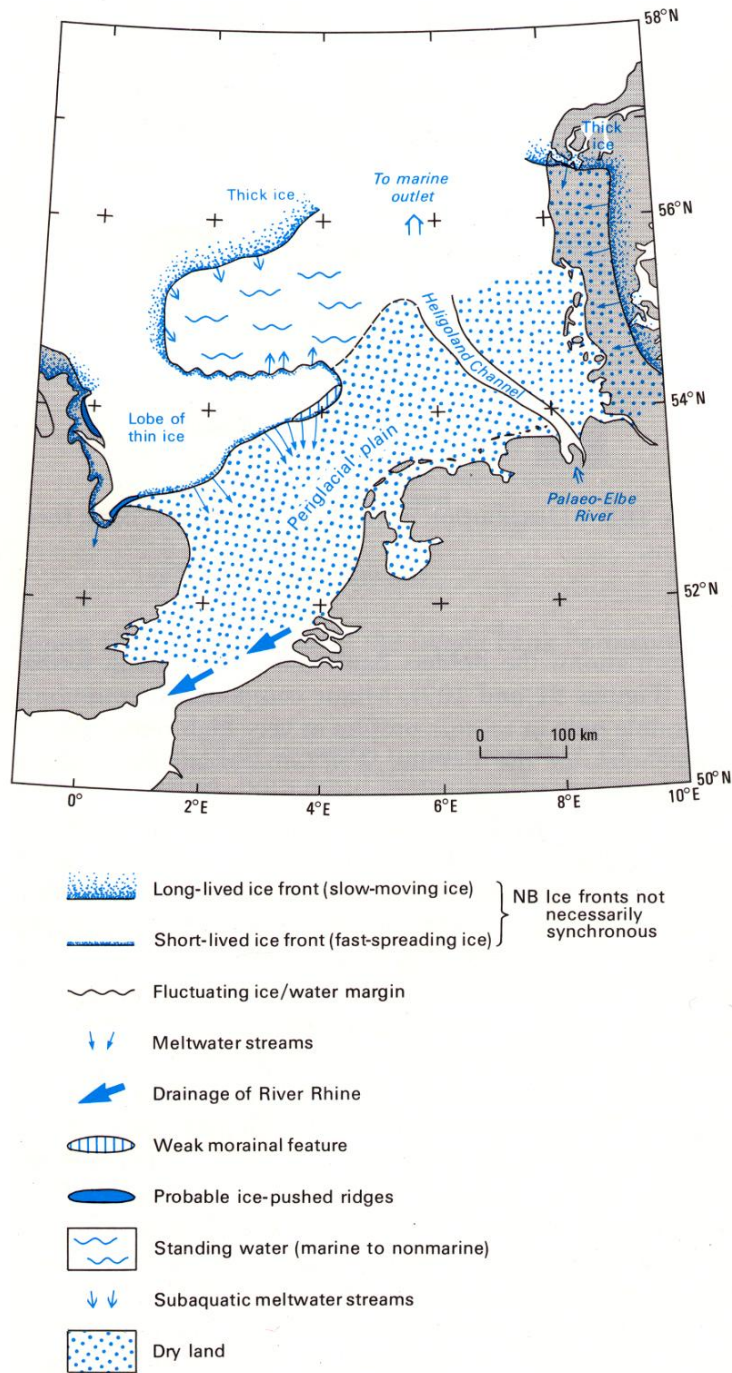 58°N
Thick
ice
Thick ice
To marine
outlet
56°N
Heligoland Channel
54°N
Lobe of
thin ice
Periglacial plain
Palaeo-Elbe
River
52°N
0
100 km
50°N
0°
2°E
4°E
6°E
8°E
10°E
Long-lived ice front (slow-moving ice)
Short-lived ice front (fast-spreading ice)
NB Ice fronts not
necessarily
synchronous
Fluctuating ice/water margin
Meltwater streams
Drainage of River Rhine
Weak morainal feature
Probable ice-pushed ridges
Standing water (marine to nonmarine)
Subaquatic meltwater streams
Dry land